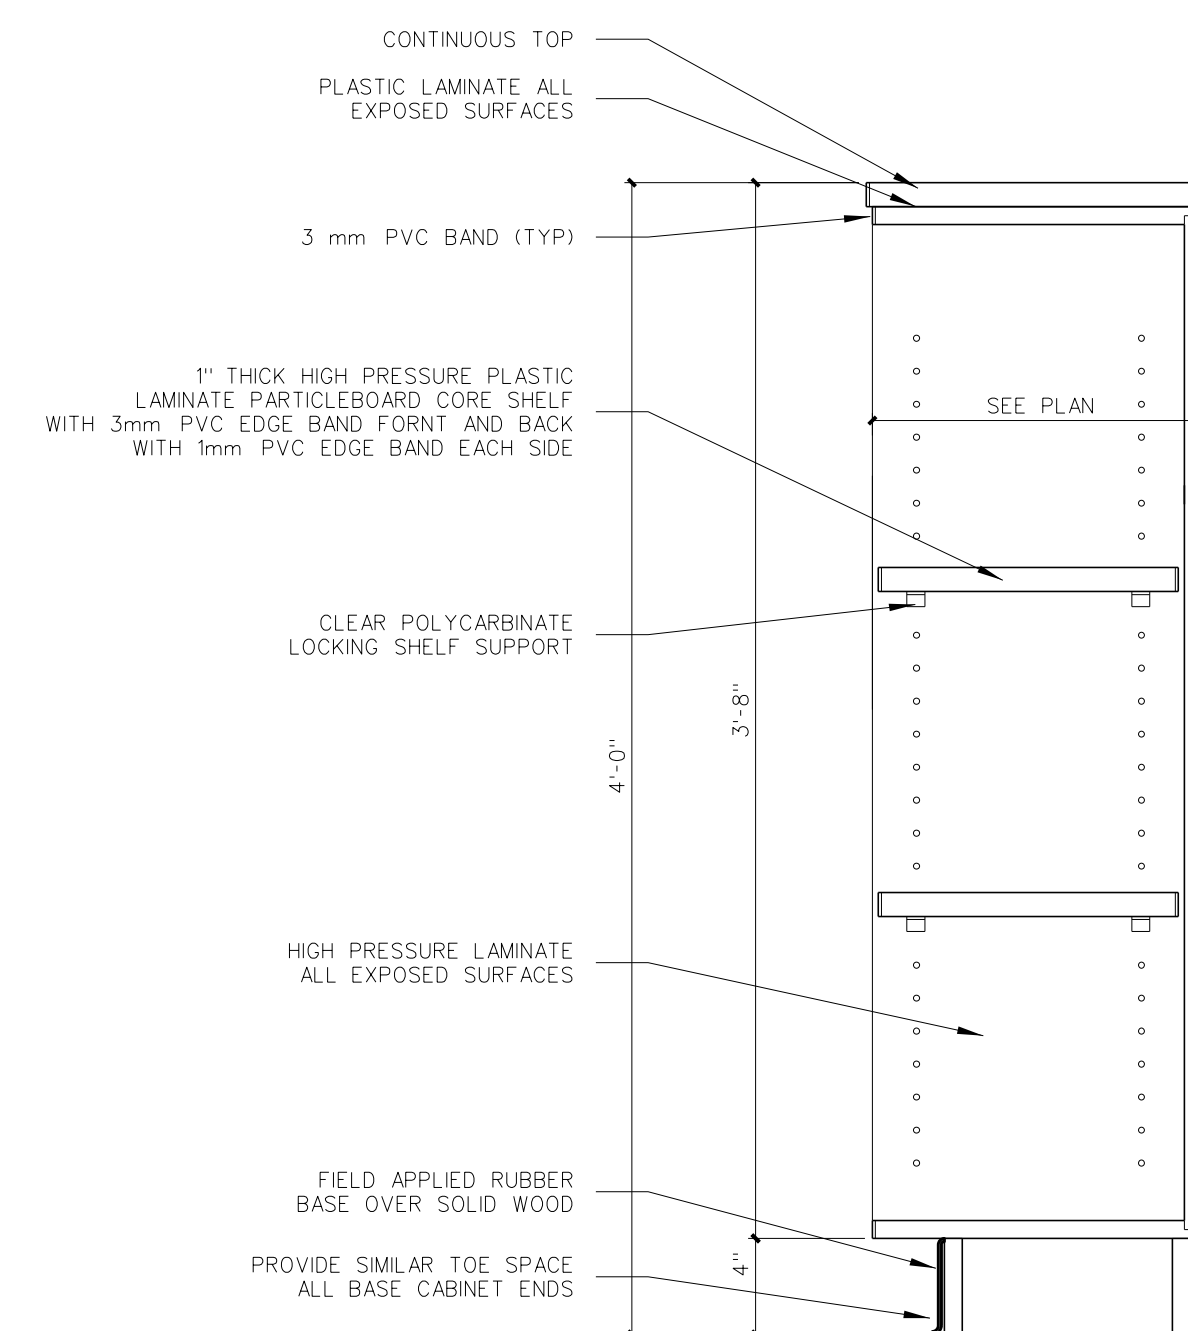 CONTINUOUS TOP
PLASTIC LAMINATE ALL
EXPOSED SURFACES
3 mm PVC BAND (TYP)
1" THICK HIGH PRESSURE PLASTIC
LAMINATE PARTICLEBOARD CORE SHELF
WITH 3mm PVC EDGE BAND FORNT AND BACK
WITH 1mm PVC EDGE BAND EACH SIDE
SEE PLAN
CLEAR POLYCARBINATE
LOCKING SHELF SUPPORT
3'-8"
4'-0"
HIGH PRESSURE LAMINATE
ALL EXPOSED SURFACES
FIELD APPLIED RUBBER
BASE OVER SOLID WOOD
PROVIDE SIMILAR TOE SPACE
ALL BASE CABINET ENDS
4"